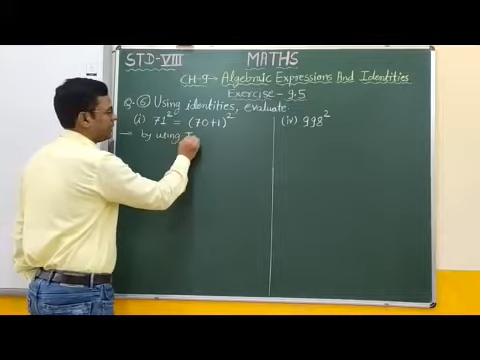 STD-VIII
MATHS
CH-9→ Algebraic Expressions And Identities
Exercise - 9.5
Q.⑥ Using identities, evaluate.
(i) 71² = (70+1)²
→ by using I
(iv) 998²